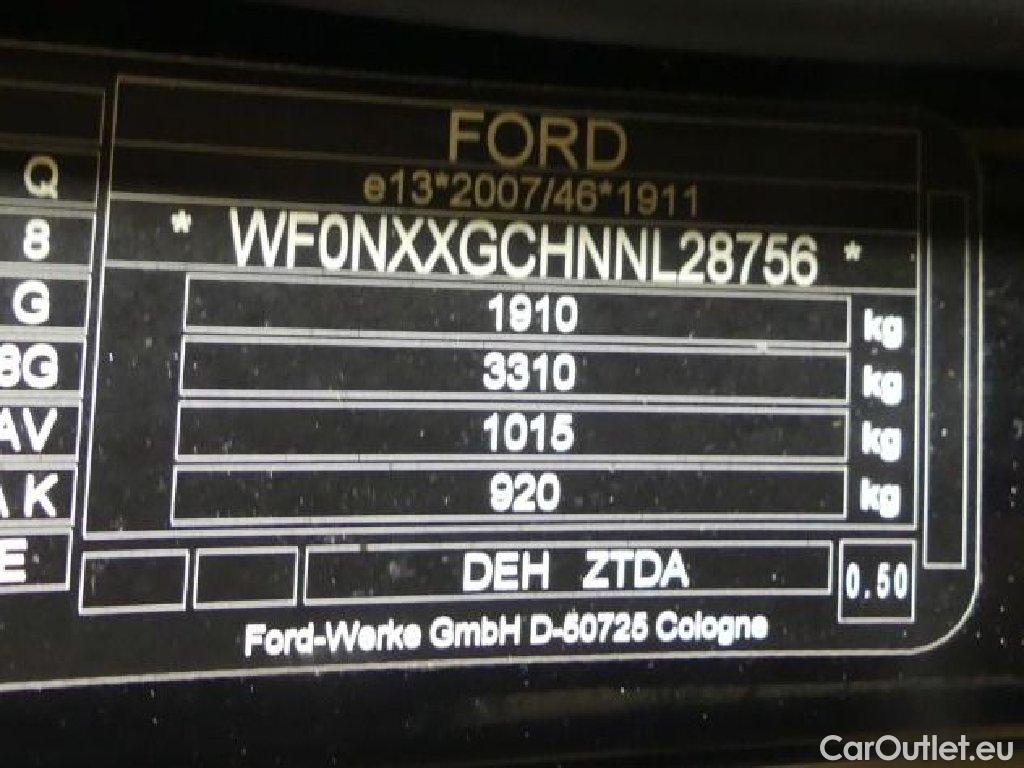 FORD
Q e13*2007/46*1911
8 * WF0NXXGCHNNL28756 *
G 1910 kg
8G 3310 kg
AV 1015 kg
A K 920 kg
E DEH ZTDA 0.50
Ford-Werke GmbH D-50725 Cologne
CarOutlet.eu